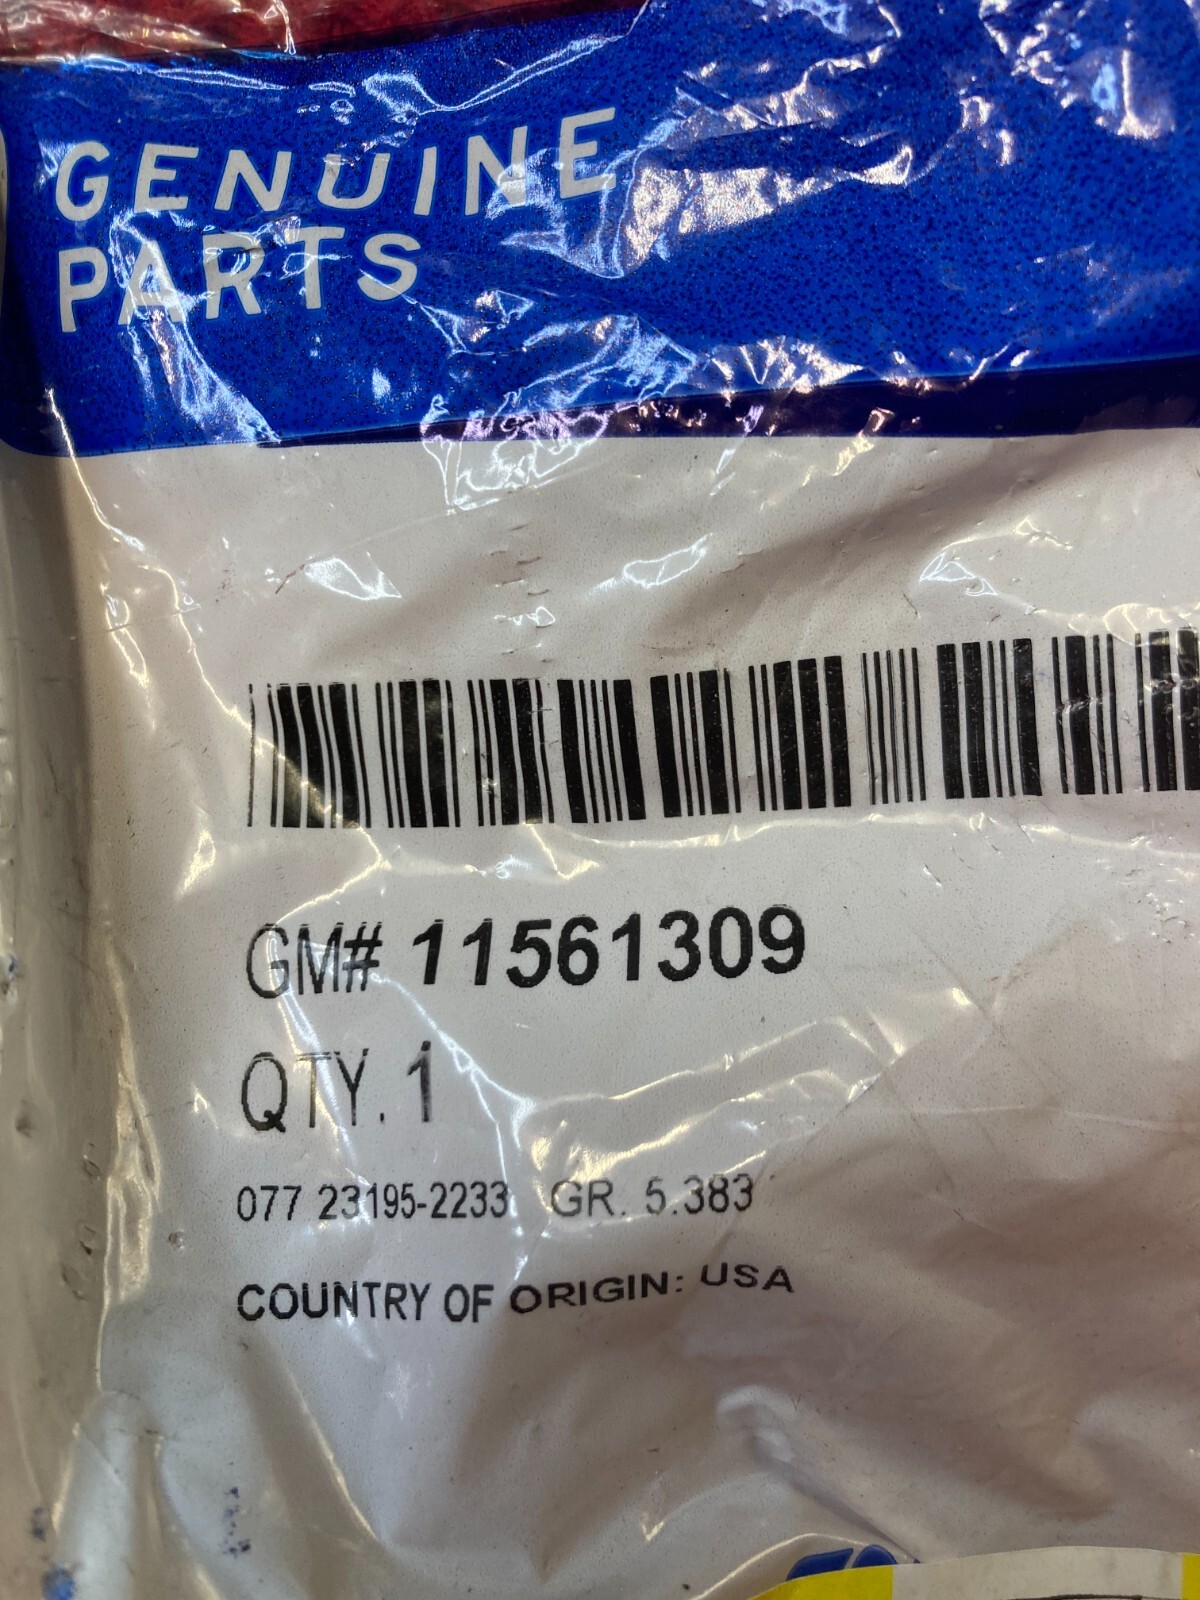 GENUINE
PARTS
GM# 11561309
QTY. 1
077 23195-2233 GR. 5.383
COUNTRY OF ORIGIN: USA